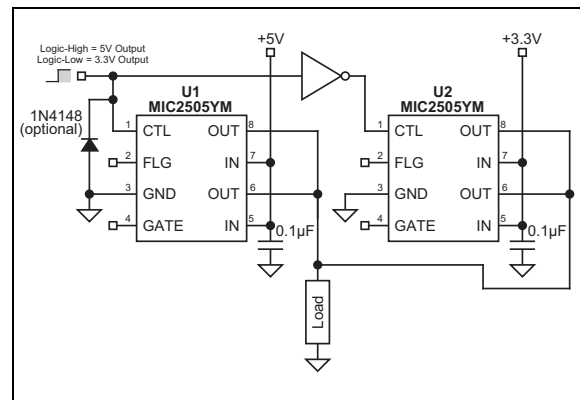 Logic-High = 5V Output
Logic-Low = 3.3V Output
+5V
+3.3V
U1
MIC2505YM
U2
MIC2505YM
1N4148
(optional)
1 CTL OUT 8
2 FLG IN 7
3 GND OUT 6
4 GATE IN 5
0.1µF
1 CTL OUT 8
2 FLG IN 7
3 GND OUT 6
4 GATE IN 5
0.1µF
Load